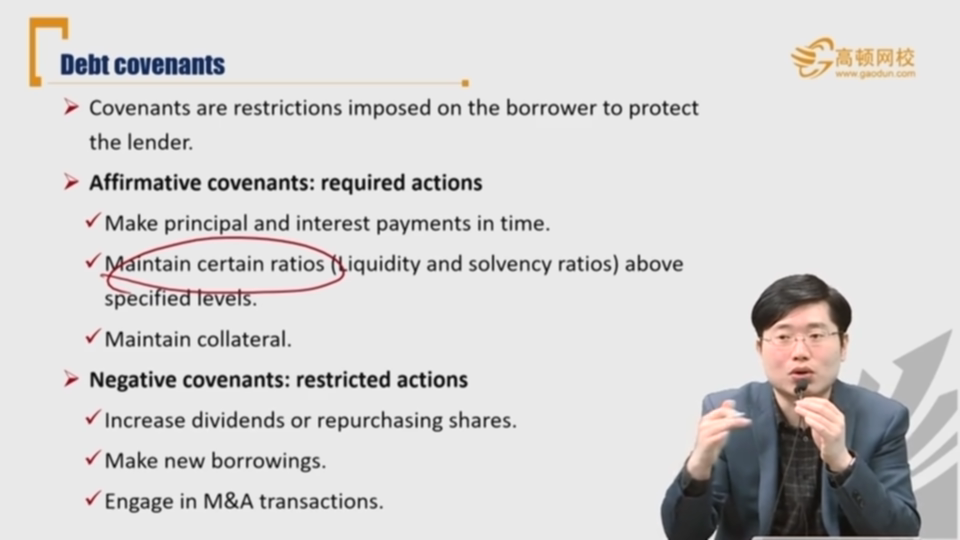 Debt covenants
高顿网校
www.gaodun.com
Covenants are restrictions imposed on the borrower to protect
the lender.
Affirmative covenants: required actions
Make principal and interest payments in time.
Maintain certain ratios (Liquidity and solvency ratios) above
specified levels.
Maintain collateral.
Negative covenants: restricted actions
Increase dividends or repurchasing shares.
Make new borrowings.
Engage in M&A transactions.